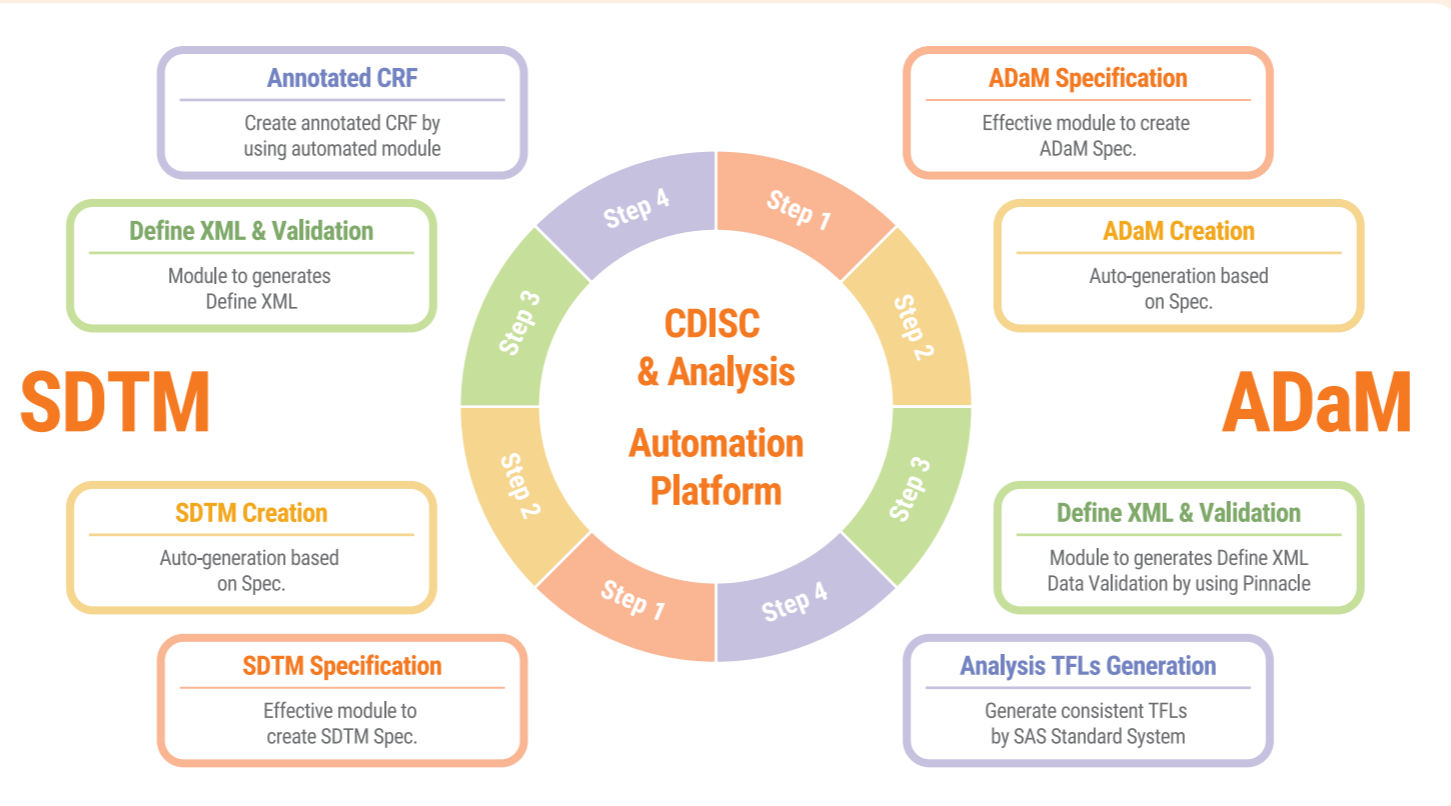 Annotated CRF
Create annotated CRF by
using automated module
Define XML & Validation
Module to generates
Define XML
SDTM
SDTM Creation
Auto-generation based
on Spec.
SDTM Specification
Effective module to
create SDTM Spec.
Step 4
Step 3
Step 2
Step 1
CDISC
& Analysis
Automation
Platform
Step 1
Step 2
Step 3
Step 4
ADaM Specification
Effective module to create
ADaM Spec.
ADaM Creation
Auto-generation based
on Spec.
ADaM
Define XML & Validation
Module to generates Define XML
Data Validation by using Pinnacle
Analysis TFLs Generation
Generate consistent TFLs
by SAS Standard System